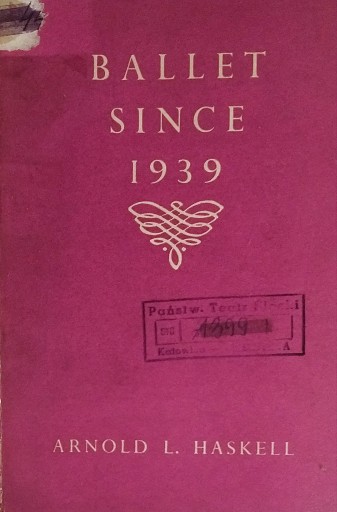 BALLET
SINCE
1939
Państw. Teatr
ARNOLD L. HASKELL